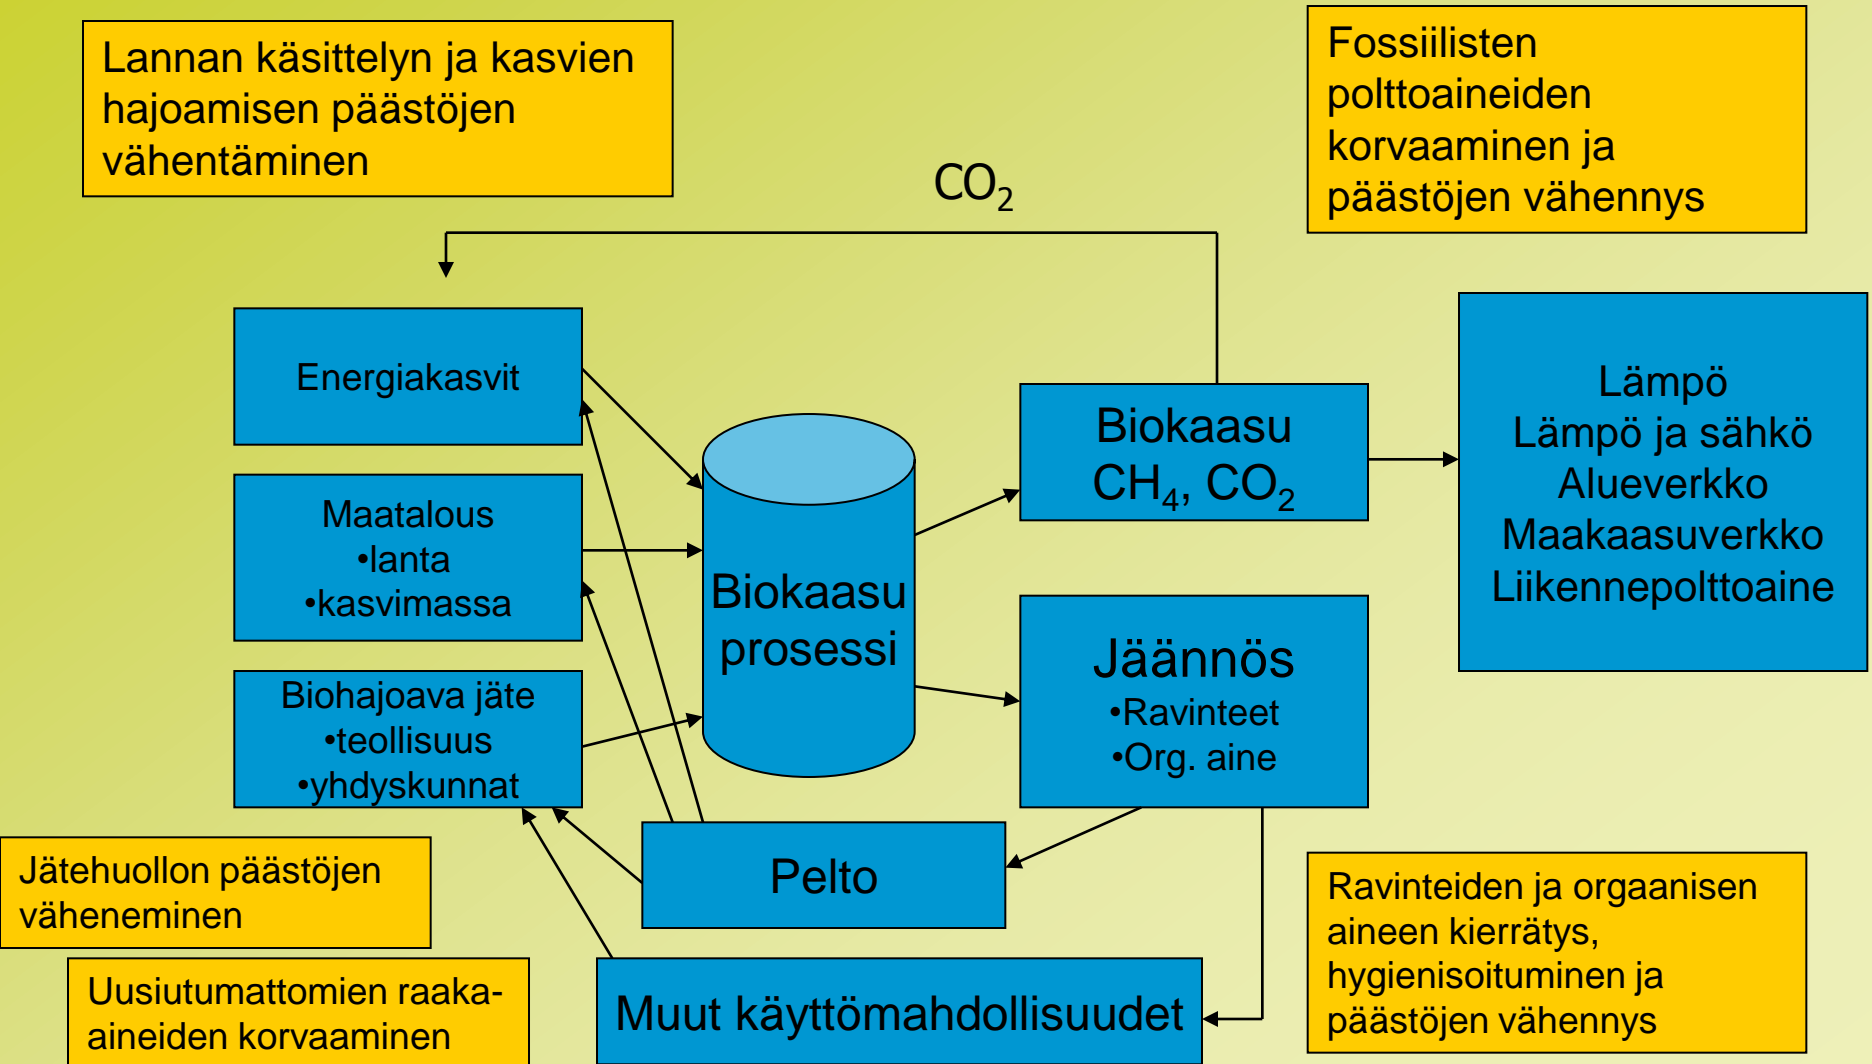 Lannan käsittelyn ja kasvien
hajoamisen päästöjen
vähentäminen
Fossiilisten
polttoaineiden
korvaaminen ja
päästöjen vähennys
CO₂
Energiakasvit
Maatalous
•lanta
•kasvimassa
Biohajoava jäte
•teollisuus
•yhdyskunnat
Biokaasu
prosessi
Biokaasu
CH₄, CO₂
Jäännös
•Ravinteet
•Org. aine
Lämpö
Lämpö ja sähkö
Alueverkko
Maakaasuverkko
Liikennepolttoaine
Pelto
Muut käyttömahdollisuudet
Jätehuollon päästöjen
väheneminen
Uusiutumattomien raaka-
aineiden korvaaminen
Ravinteiden ja orgaanisen
aineen kierrätys,
hygienisoituminen ja
päästöjen vähennys